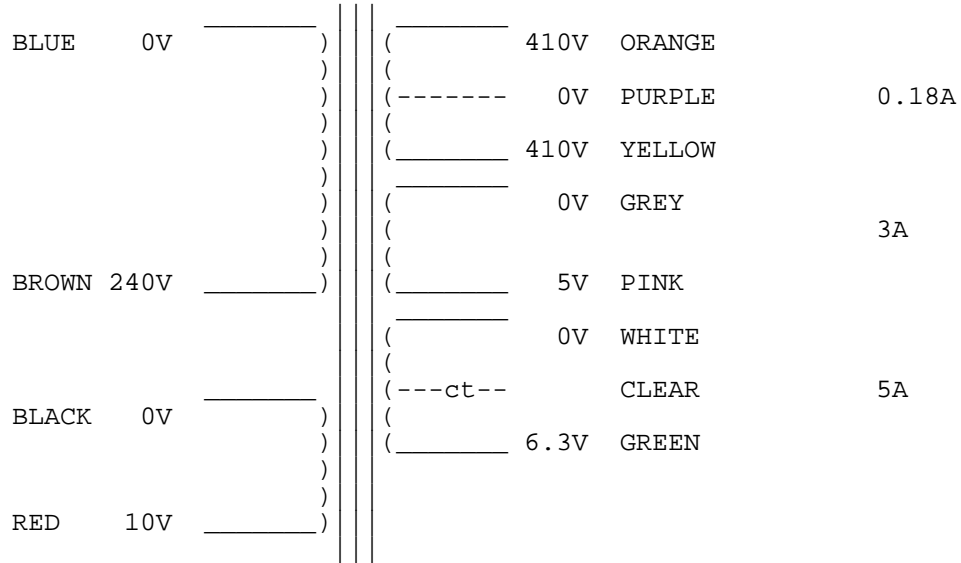 BLUE 0V 410V ORANGE
0V PURPLE 0.18A
410V YELLOW
0V GREY
3A
BROWN 240V 5V PINK
0V WHITE
ct CLEAR 5A
BLACK 0V
6.3V GREEN
RED 10V